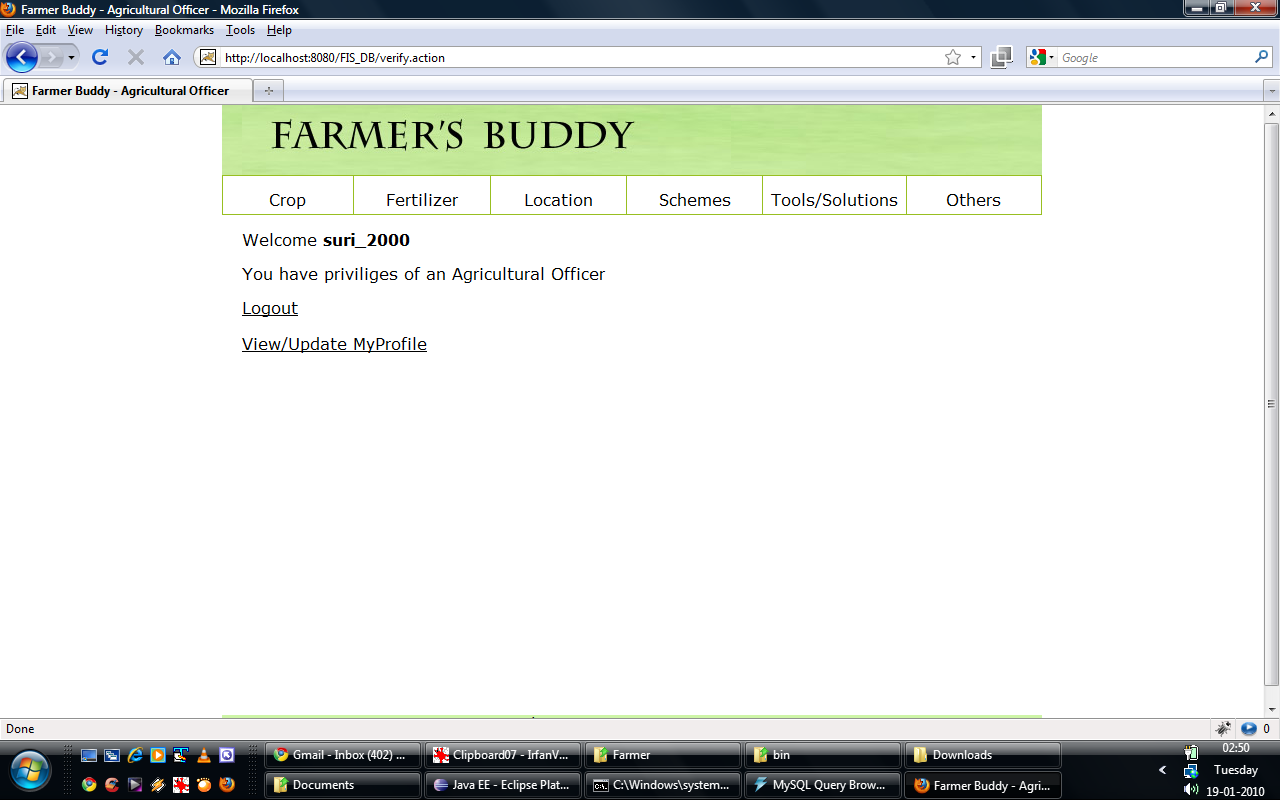 Farmer Buddy - Agricultural Officer - Mozilla Firefox
File Edit View History Bookmarks Tools Help
http://localhost:8080/FIS_DB/verify.action
Google
Farmer Buddy - Agricultural Officer
FARMER'S BUDDY
Crop Fertilizer Location Schemes Tools/Solutions Others
Welcome suri_2000
You have priviliges of an Agricultural Officer
Logout
View/Update MyProfile
Done 0
Gmail - Inbox (402) ... Clipboard07 - IrfanV... Farmer bin Downloads 02:50
Tuesday
Documents Java EE - Eclipse Plat... C:\Windows\system... MySQL Query Brow... Farmer Buddy - Agri... 19-01-2010